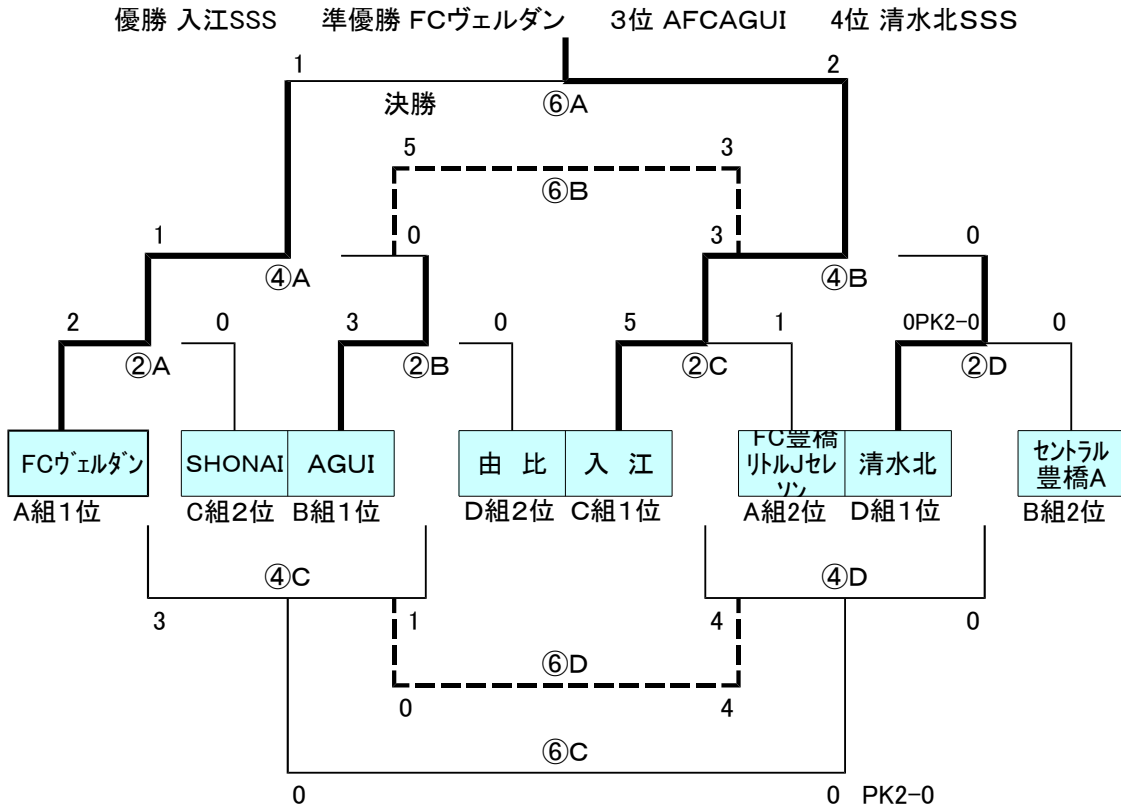 優勝 入江SSS 準優勝 FCヴェルダン 3位 AFCAGUI 4位 清水北SSS
1 2
決勝 ⑥A
5 3
⑥B
1 0 3 0
④A ④B
2 0 3 0 5 1 0PK2-0 0
②A ②B ②C ②D
FCヴェルダン SHONAI AGUI 由 比 入 江 FC豊橋 清水北 セントラル
リトルJセレ 豊橋A
ソン
A組1位 C組2位 B組1位 D組2位 C組1位 A組2位 D組1位 B組2位
④C ④D
3 1 4 0
⑥D
0 4
⑥C
0 0 PK2-0